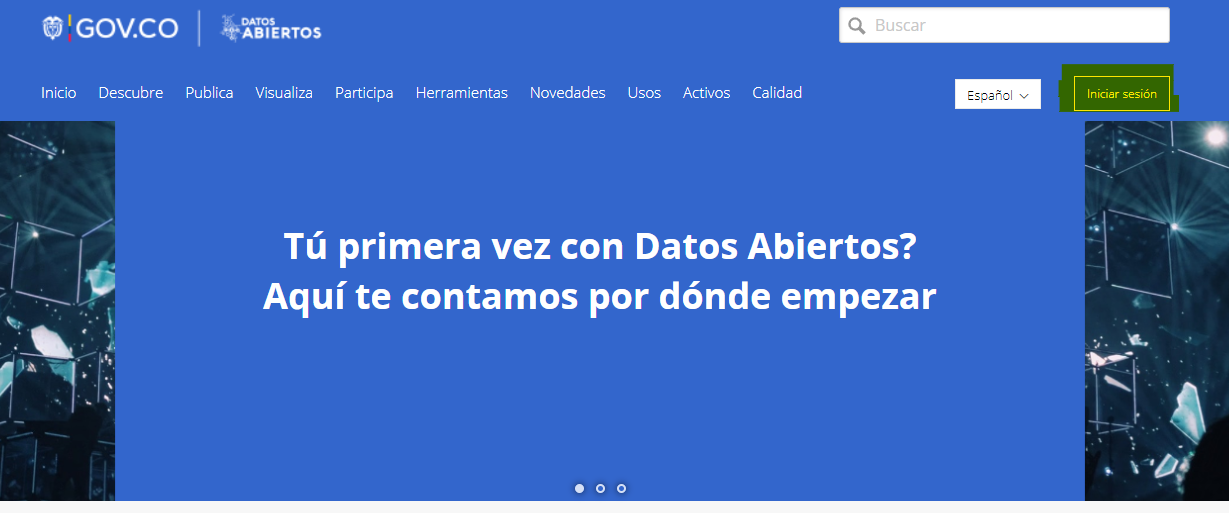 GOV.CO
DATOS
ABIERTOS
Buscar
Inicio Descubre Publica Visualiza Participa Herramientas Novedades Usos Activos Calidad
Español
Iniciar sesión
Tú primera vez con Datos Abiertos?
Aquí te contamos por dónde empezar